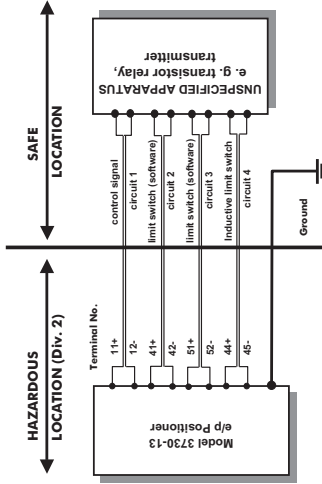 SAFE
LOCATION
UNSPECIFIED APPARATUS
e. g. transistor relay,
transmitter
control signal
circuit 1
limit switch (software)
circuit 2
limit switch (software)
circuit 3
Inductive limit switch
circuit 4
Ground
HAZARDOUS
LOCATION (Div. 2)
Terminal No.
11+
12-
41+
42-
51+
52-
44+
45-
Model 3730-13
e/p Positioner